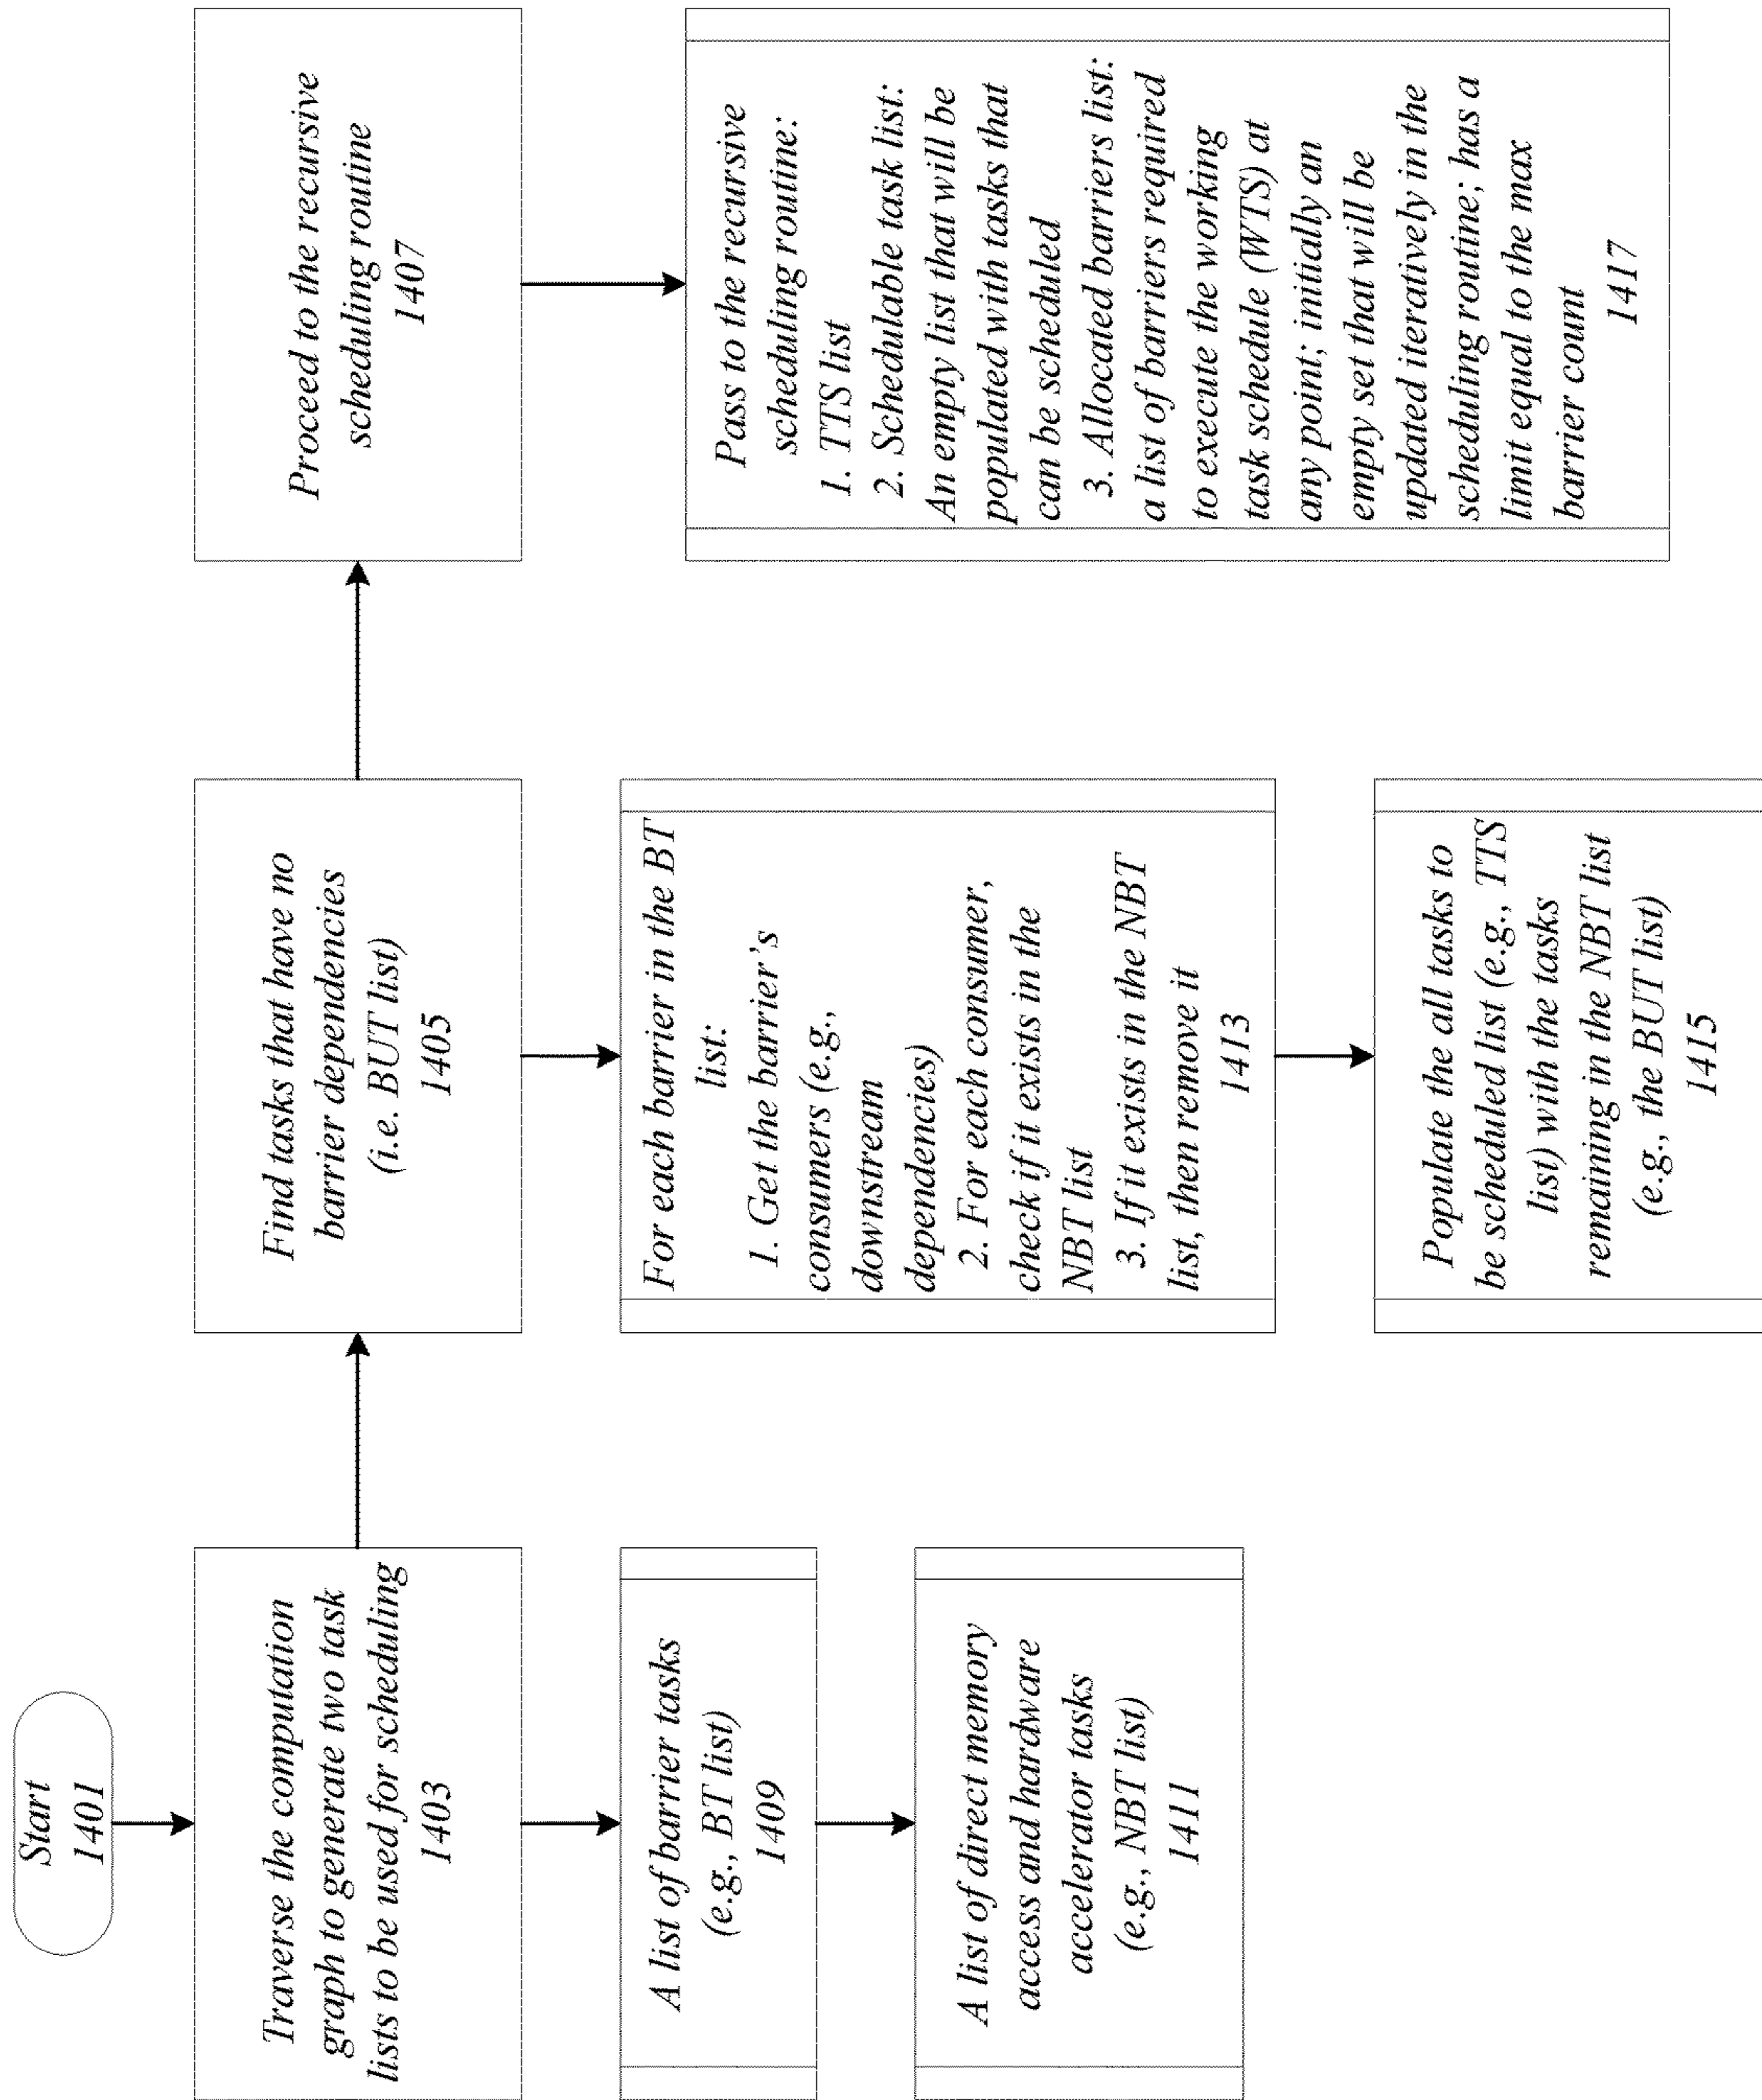 Start
1401
Traverse the computation
graph to generate two task
lists to be used for scheduling
1403
A list of barrier tasks
(e.g., BT list)
1409
A list of direct memory
access and hardware
accelerator tasks
(e.g., NBT list)
1411
Find tasks that have no
barrier dependencies
(i.e. BUT list)
1405
For each barrier in the BT
list:
1. Get the barrier's
consumers (e.g.,
downstream
dependencies)
2. For each consumer,
check if it exists in the
NBT list
3. If it exists in the NBT
list, then remove it
1413
Populate the all tasks to
be scheduled list (e.g., TTS
list) with the tasks
remaining in the NBT list
(e.g., the BUT list)
1415
Proceed to the recursive
scheduling routine
1407
Pass to the recursive
scheduling routine:
1. TTS list
2. Schedulable task list:
An empty list that will be
populated with tasks that
can be scheduled
3. Allocated barriers list:
a list of barriers required
to execute the working
task schedule (WTS) at
any point; initially an
empty set that will be
updated iteratively in the
scheduling routine; has a
limit equal to the max
barrier count
1417